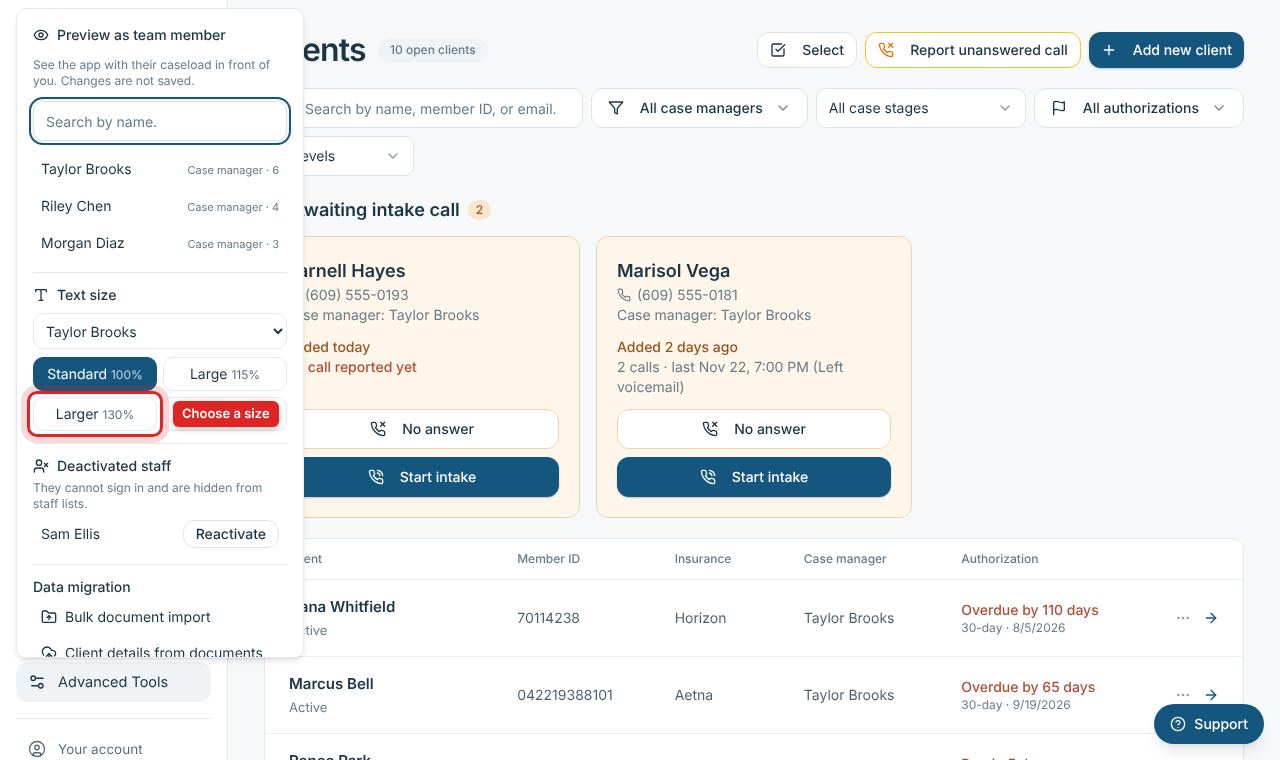 Preview as team member
See the app with their caseload in front of
you. Changes are not saved.
Search by name.
Taylor Brooks Case manager · 6
Riley Chen Case manager · 4
Morgan Diaz Case manager · 3
Text size
Taylor Brooks
Standard 100% Large 115%
Larger 130% Choose a size
Deactivated staff
They cannot sign in and are hidden from
staff lists.
Sam Ellis Reactivate
Data migration
Bulk document import
Client details from documents
Advanced Tools
Your account
ents 10 open clients Select Report unanswered call Add new client
Search by name, member ID, or email. All case managers All case stages All authorizations
evels
waiting intake call 2
arnell Hayes
(609) 555-0193
se manager: Taylor Brooks
ded today
call reported yet
No answer
Start intake
Marisol Vega
(609) 555-0181
Case manager: Taylor Brooks
Added 2 days ago
2 calls · last Nov 22, 7:00 PM (Left
voicemail)
No answer
Start intake
ent Member ID Insurance Case manager Authorization
ana Whitfield 70114238 Horizon Taylor Brooks Overdue by 110 days
tive 30-day · 8/5/2026
Marcus Bell 042219388101 Aetna Taylor Brooks Overdue by 65 days
Active 30-day · 9/19/2026
Support